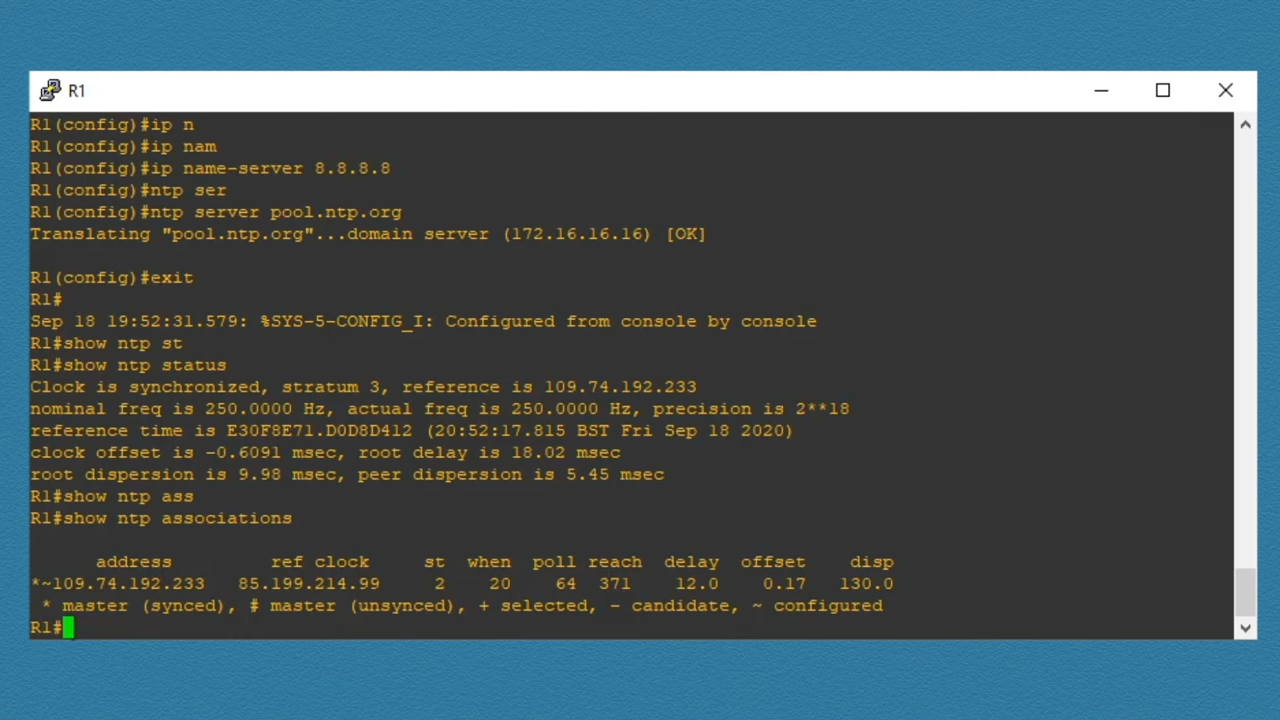 R1
R1(config)#ip n
R1(config)#ip nam
R1(config)#ip name-server 8.8.8.8
R1(config)#ntp ser
R1(config)#ntp server pool.ntp.org
Translating "pool.ntp.org"...domain server (172.16.16.16) [OK]
R1(config)#exit
R1#
Sep 18 19:52:31.579: %SYS-5-CONFIG_I: Configured from console by console
R1#show ntp st
R1#show ntp status
Clock is synchronized, stratum 3, reference is 109.74.192.233
nominal freq is 250.0000 Hz, actual freq is 250.0000 Hz, precision is 2**18
reference time is E30F8E71.D0D8D412 (20:52:17.815 BST Fri Sep 18 2020)
clock offset is -0.6091 msec, root delay is 18.02 msec
root dispersion is 9.98 msec, peer dispersion is 5.45 msec
R1#show ntp ass
R1#show ntp associations
address ref clock st when poll reach delay offset disp
*~109.74.192.233 85.199.214.99 2 20 64 371 12.0 0.17 130.0
* master (synced), # master (unsynced), + selected, - candidate, ~ configured
R1#